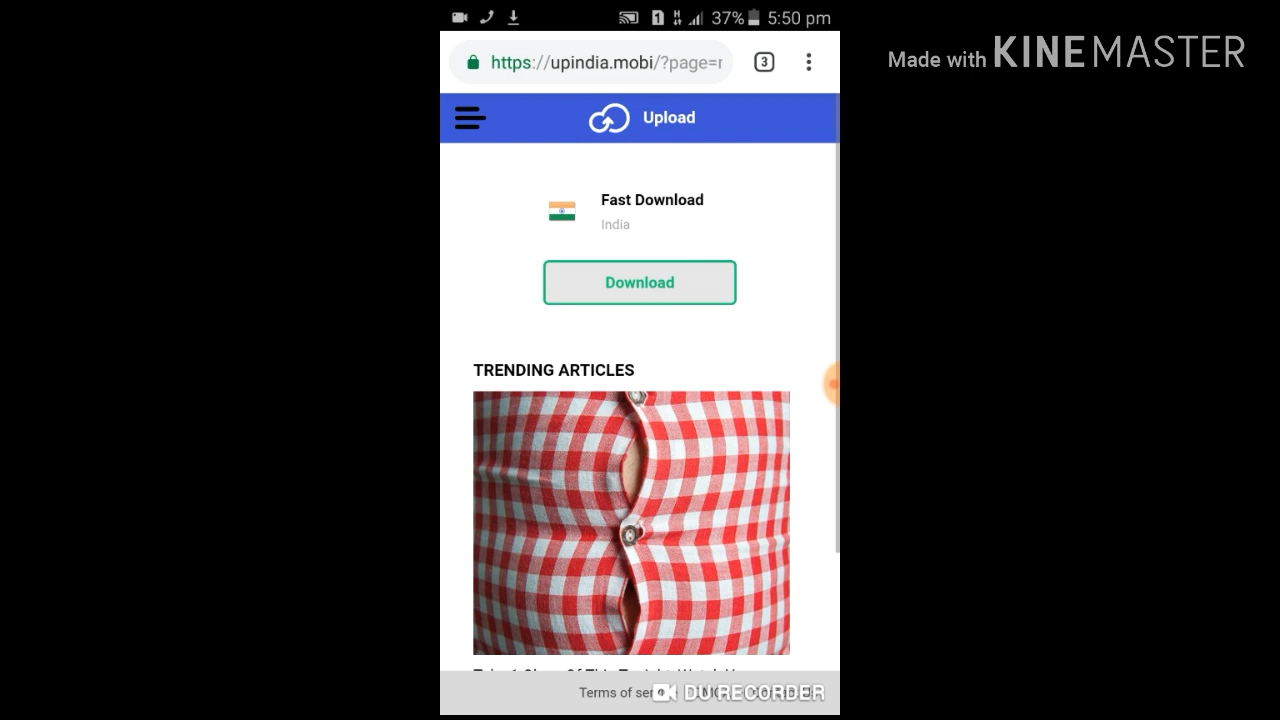 1 37% 5:50 pm
Made with KINEMASTER
https://upindia.mobi/?page=r
3
Upload
Fast Download
India
Download
TRENDING ARTICLES
Terms of ser
DU RECORDER